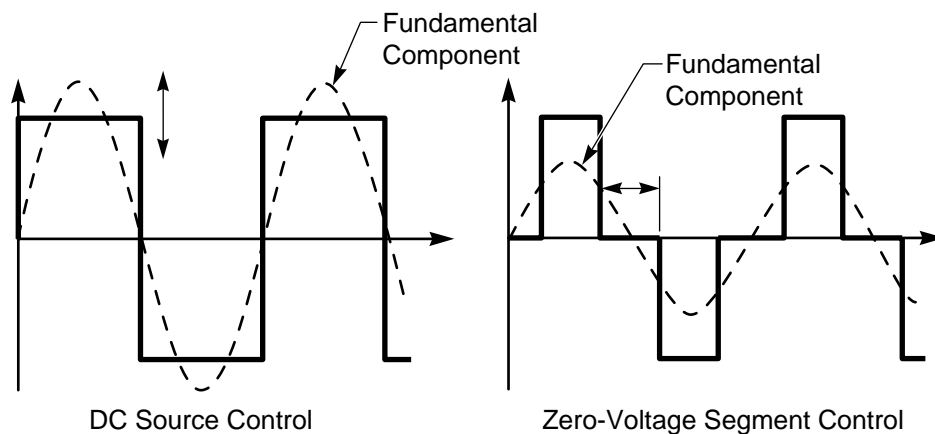 Fundamental
Component
Fundamental
Component
DC Source Control
Zero-Voltage Segment Control